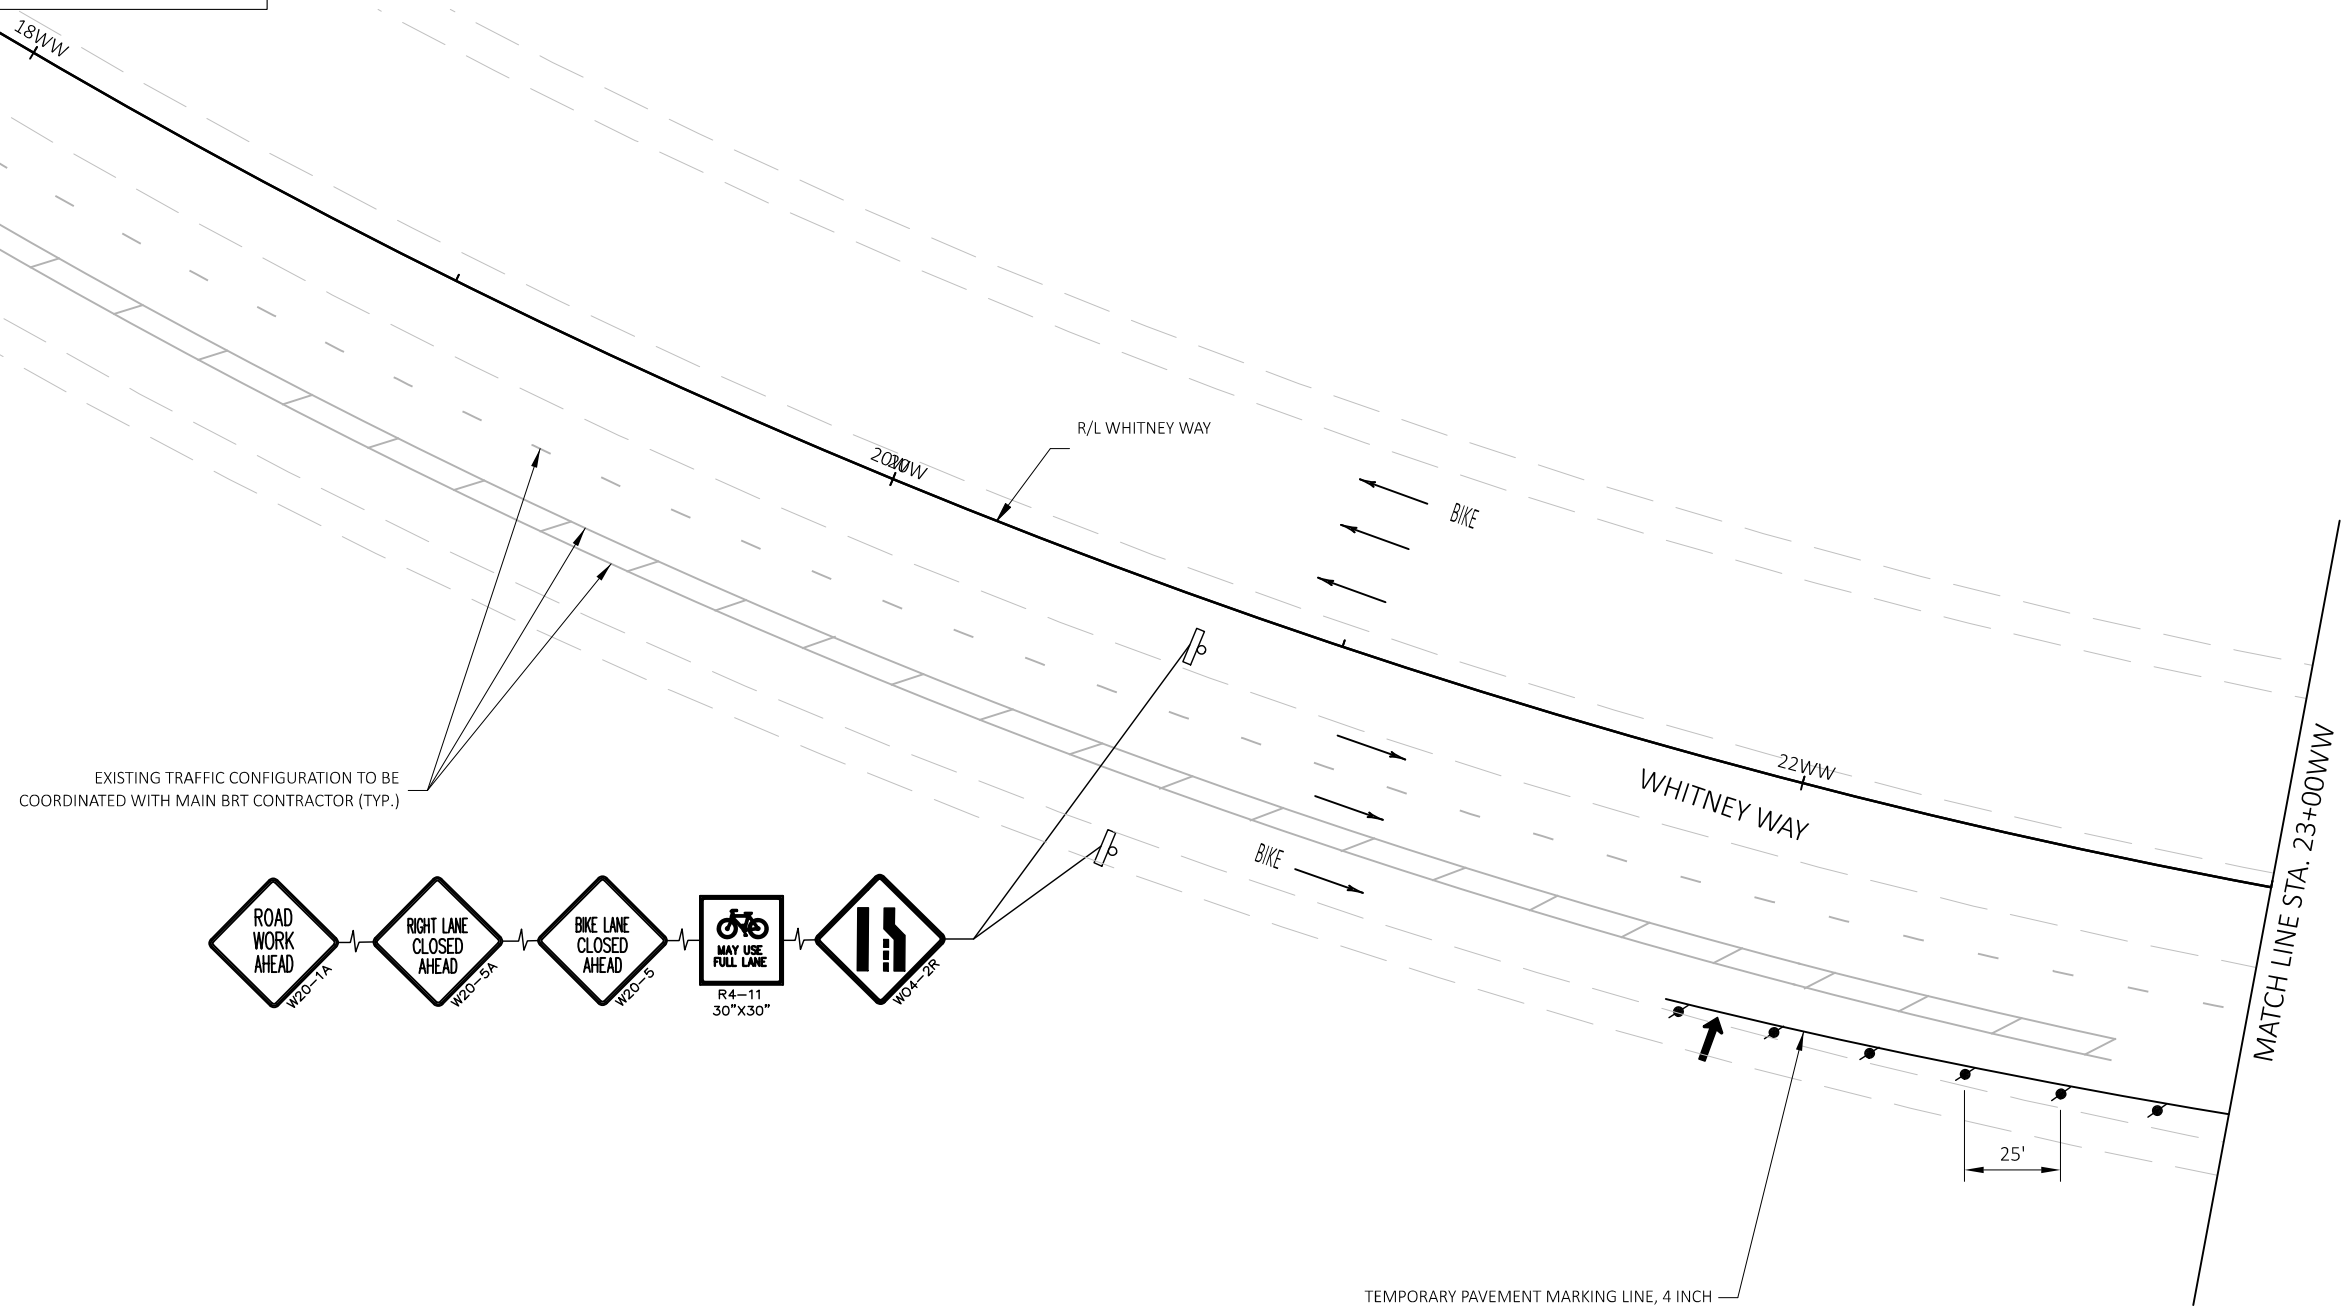 18WW
R/L WHITNEY WAY
20WW
BIKE
22WW
WHITNEY WAY
MATCH LINE STA. 23+00WW
EXISTING TRAFFIC CONFIGURATION TO BE
COORDINATED WITH MAIN BRT CONTRACTOR (TYP.)
BIKE
ROAD
WORK
AHEAD
W20-1A
RIGHT LANE
CLOSED
AHEAD
W20-5A
BIKE LANE
CLOSED
AHEAD
W20-5
MAY USE
FULL LANE
R4-11
30"X30"
WO4-2R
25'
TEMPORARY PAVEMENT MARKING LINE, 4 INCH